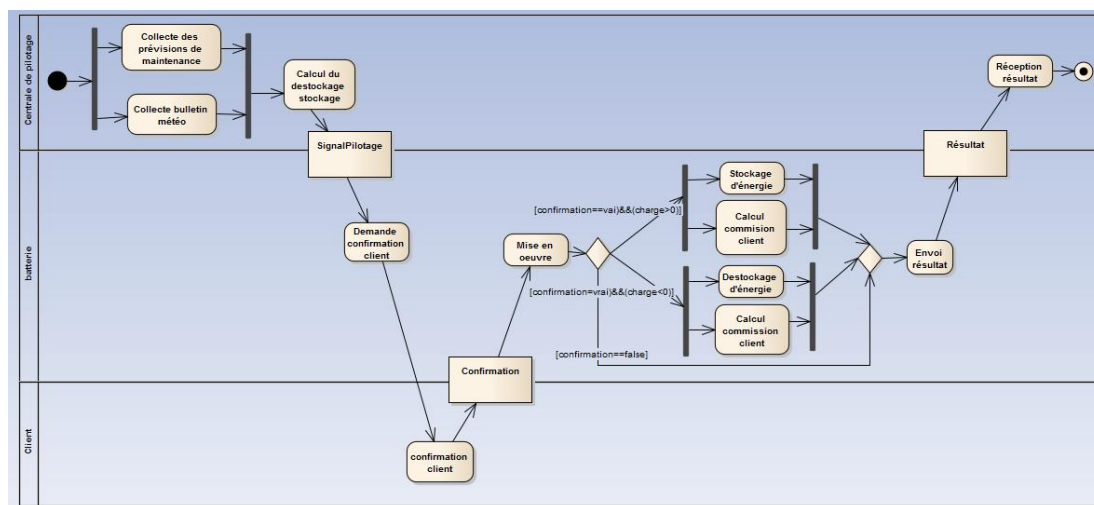 Centrale de pilotage
Collecte des
prévisions de
maintenance
Collecte bulletin
météo
Calcul du
destockage
stockage
SignalPilotage
Réception
résultat
Résultat
batterie
Demande
confirmation
client
Mise en
oeuvre
[confirmation==vai)&&(charge>0)]
[confirmation=vrai)&&(charge<0)]
[confirmation==false]
Stockage
d'énergie
Calcul
commision
client
Destockage
d'énergie
Calcul
commission
client
Envoi
résultat
Confirmation
Client
confirmation
client